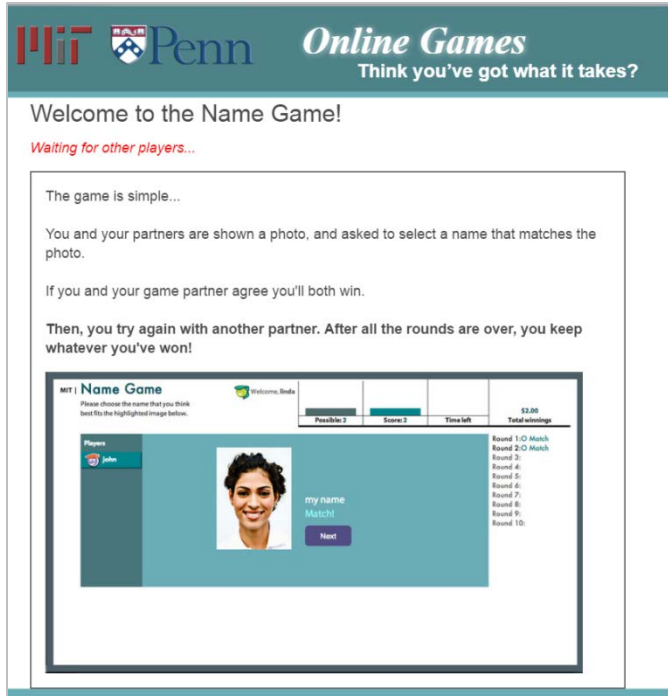 MiT Penn Online Games
Think you've got what it takes?
Welcome to the Name Game!
Waiting for other players...
The game is simple...
You and your partners are shown a photo, and asked to select a name that matches the
photo.
If you and your game partner agree you'll both win.
Then, you try again with another partner. After all the rounds are over, you keep
whatever you've won!
MIT | Name Game
Please choose the name that you think
best fits the highlighted image below.
Welcome, linda
Possible: 2
Score: 2
Time left
$2.00
Total winnings
Players
john
my name
Match!
Next
Round 1:O Match
Round 2:O Match
Round 3:
Round 4:
Round 5:
Round 6:
Round 7:
Round 8:
Round 9:
Round 10: